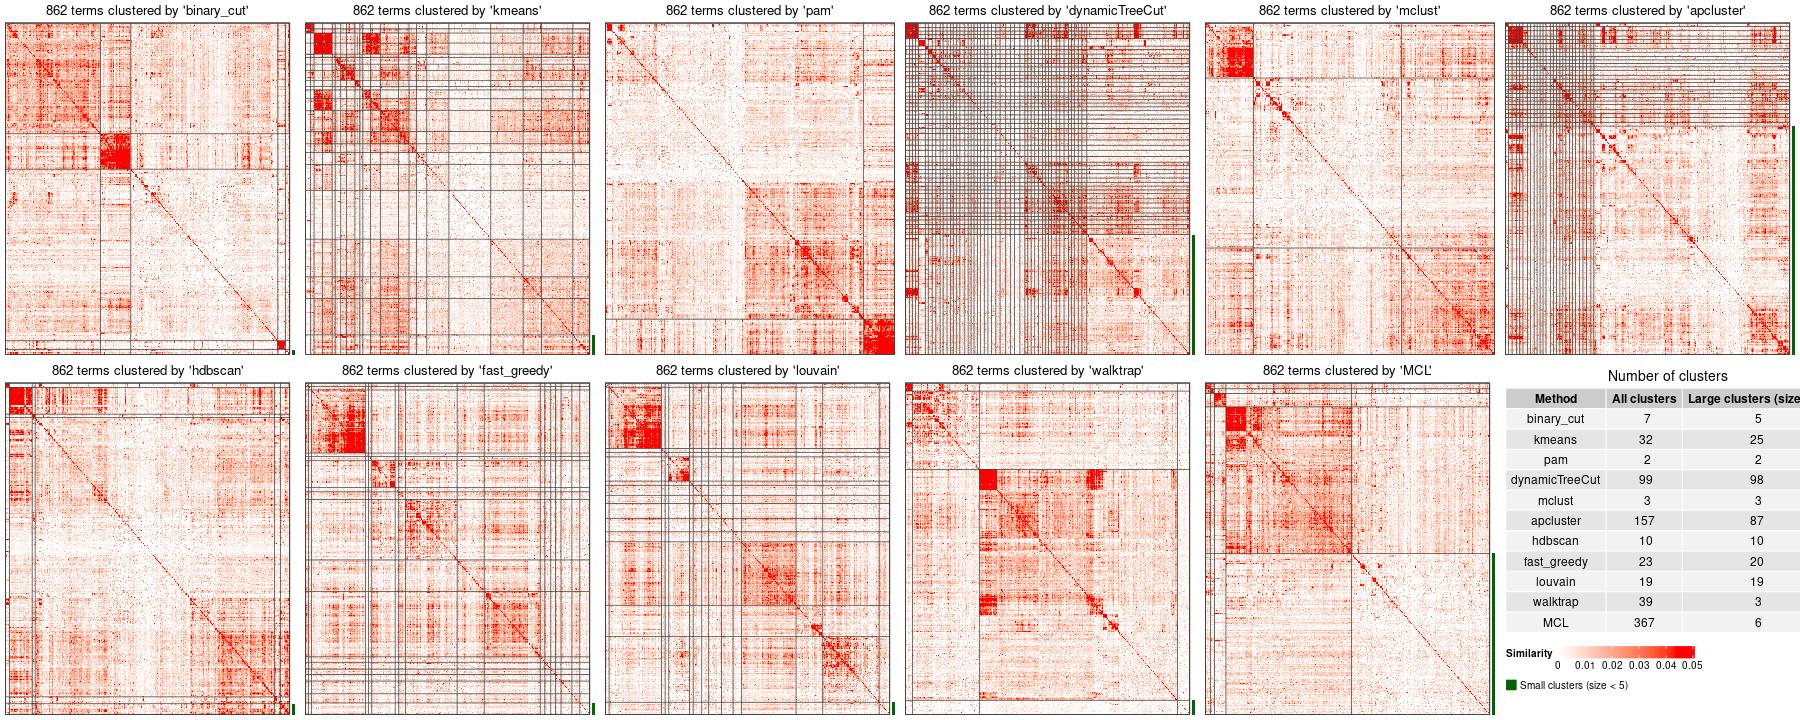 862 terms clustered by 'binary_cut'
862 terms clustered by 'kmeans'
862 terms clustered by 'pam'
862 terms clustered by 'dynamicTreeCut'
862 terms clustered by 'mclust'
862 terms clustered by 'apcluster'
862 terms clustered by 'hdbscan'
862 terms clustered by 'fast_greedy'
862 terms clustered by 'louvain'
862 terms clustered by 'walktrap'
862 terms clustered by 'MCL'
Number of clusters
Method All clusters Large clusters (size
binary_cut 7 5
kmeans 32 25
pam 2 2
dynamicTreeCut 99 98
mclust 3 3
apcluster 157 87
hdbscan 10 10
fast_greedy 23 20
louvain 19 19
walktrap 39 3
MCL 367 6
Similarity
0 0.01 0.02 0.03 0.04 0.05
Small clusters (size < 5)